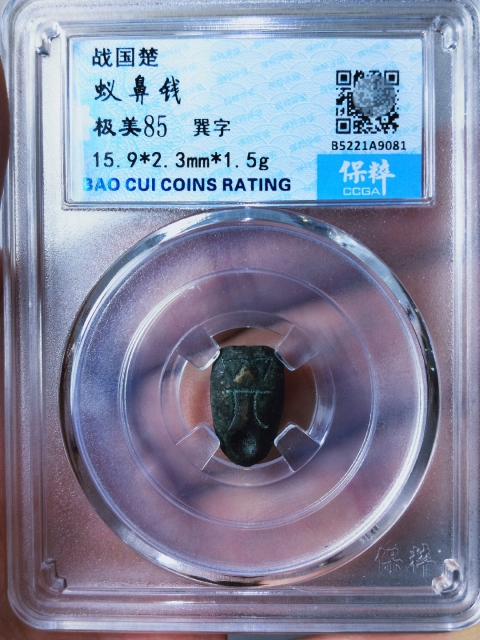 战国楚
蚁鼻钱
极美85 巽字
15.9*2.3mm*1.5g
BAO CUI COINS RATING
B5221A9081
保粹
CCGA
保粹